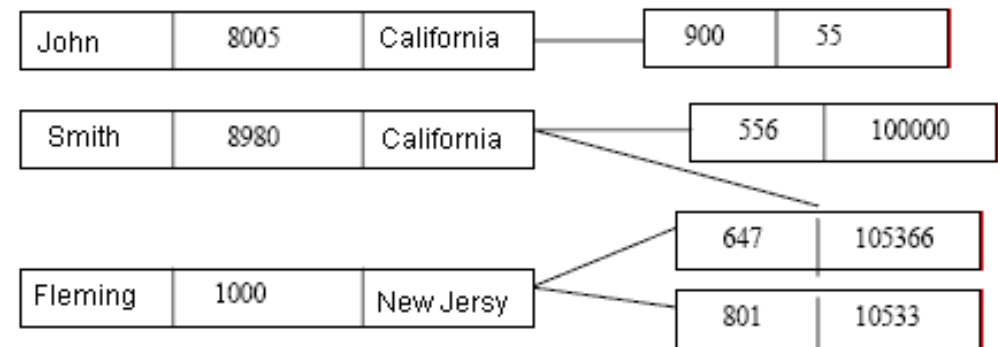 John 8005 California 900 55
Smith 8980 California 556 100000
647 105366
Fleming 1000 New Jersy
801 10533